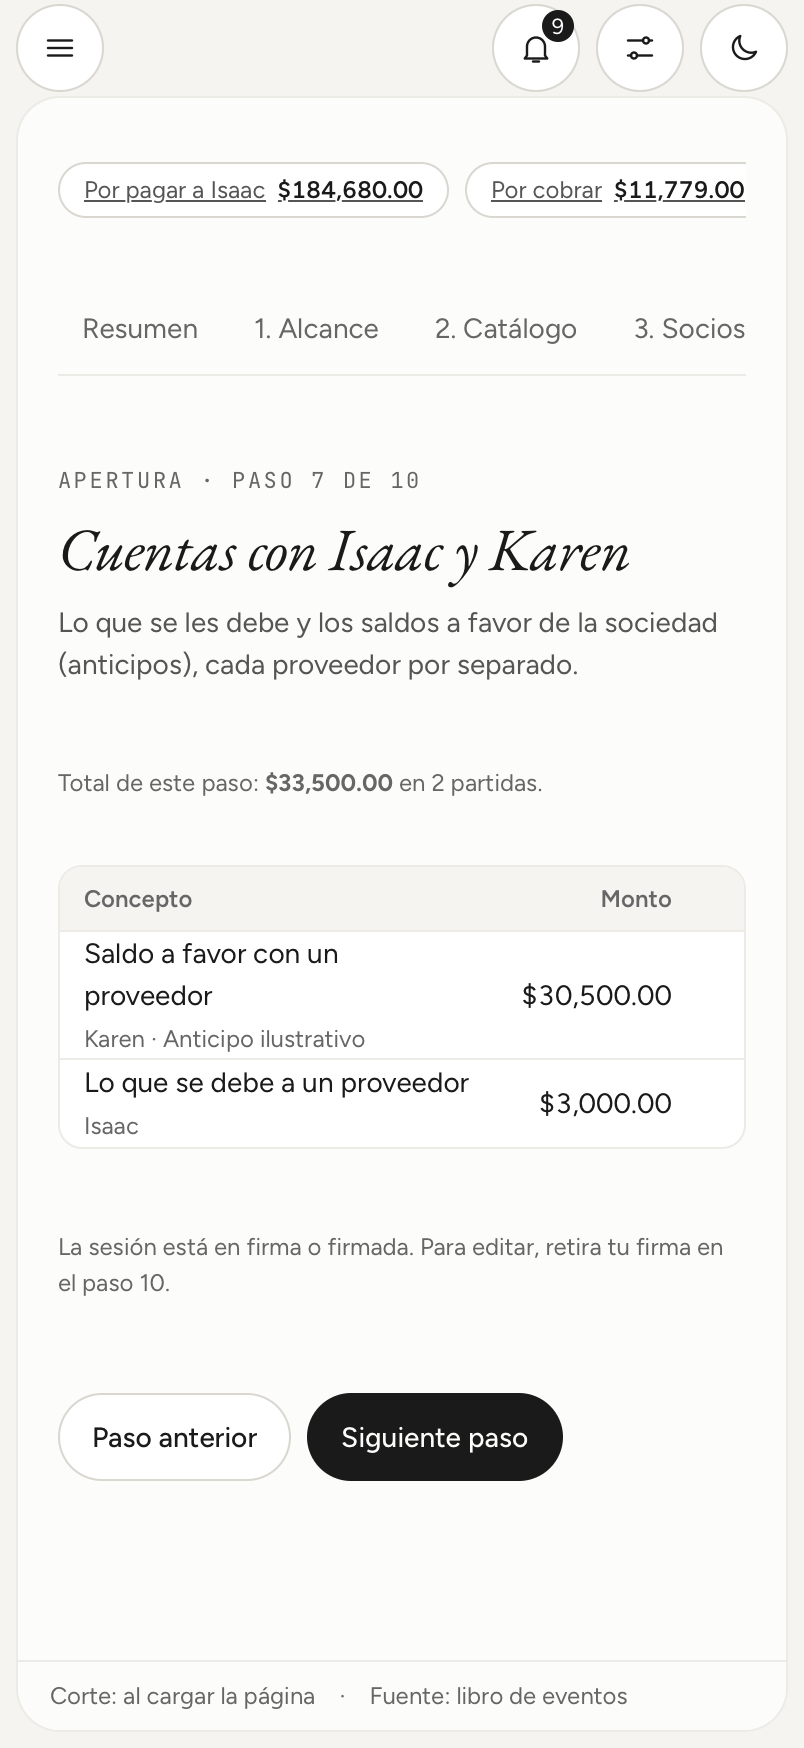 9
Por pagar a Isaac $184,680.00 Por cobrar $11,779.00
Resumen 1. Alcance 2. Catálogo 3. Socios
APERTURA · PASO 7 DE 10
Cuentas con Isaac y Karen
Lo que se les debe y los saldos a favor de la sociedad
(anticipos), cada proveedor por separado.
Total de este paso: $33,500.00 en 2 partidas.
Concepto Monto
Saldo a favor con un
proveedor
$30,500.00
Karen · Anticipo ilustrativo
Lo que se debe a un proveedor
$3,000.00
Isaac
La sesión está en firma o firmada. Para editar, retira tu firma en
el paso 10.
Paso anterior Siguiente paso
Corte: al cargar la página · Fuente: libro de eventos